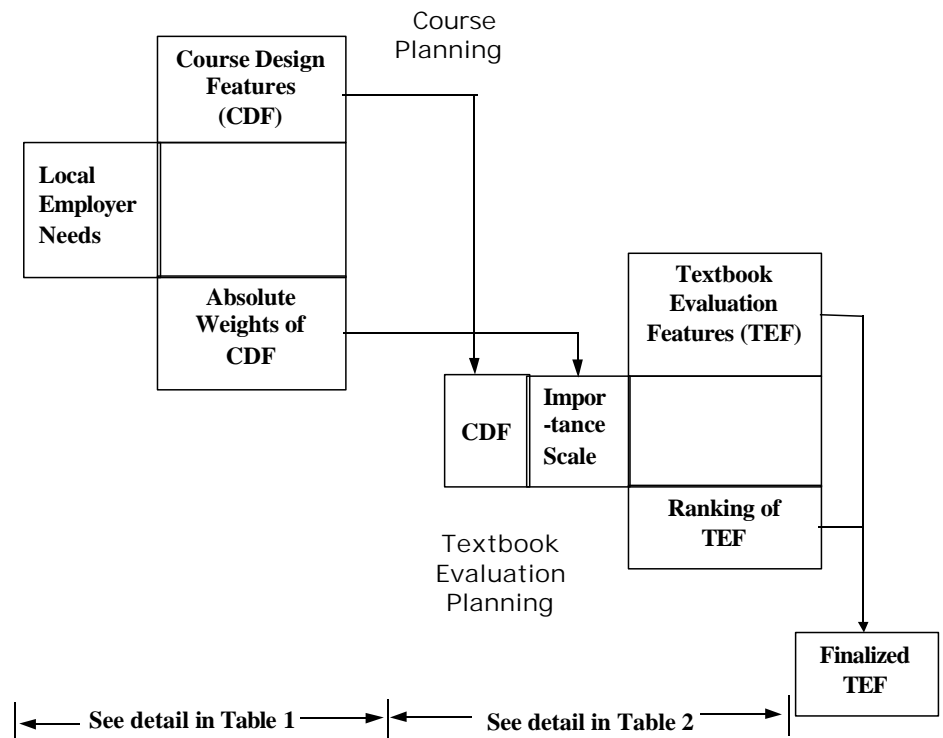 Course
Planning
Course Design
Features
(CDF)
Local
Employer
Needs
Absolute
Weights of
CDF
Textbook
Evaluation
Features (TEF)
CDF
Impor
-tance
Scale
Ranking of
TEF
Textbook
Evaluation
Planning
Finalized
TEF
See detail in Table 1
See detail in Table 2